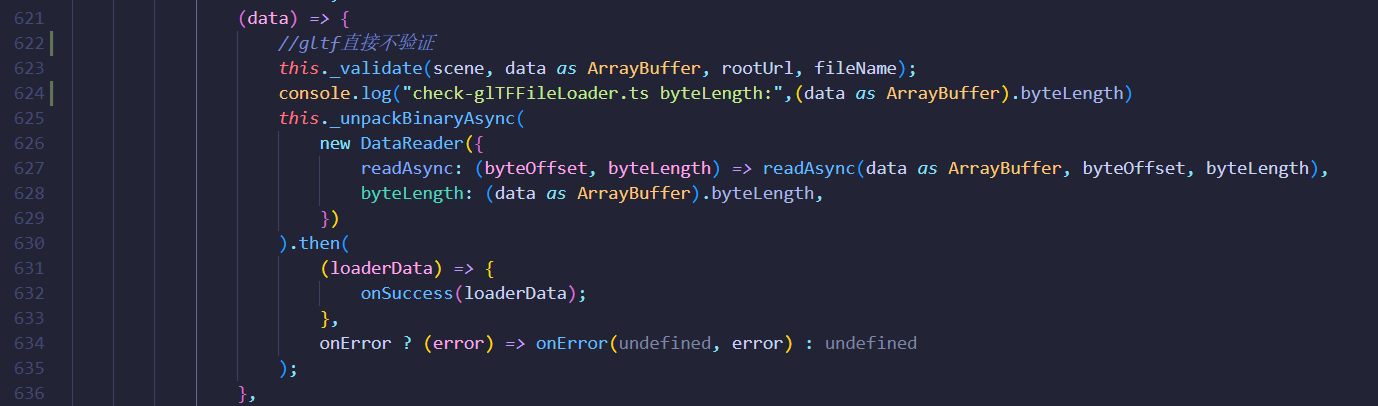 621 (data) => {
622 //gltf直接不验证
623 this._validate(scene, data as ArrayBuffer, rootUrl, fileName);
624 console.log("check-glTFFileLoader.ts byteLength:",(data as ArrayBuffer).byteLength)
625 this._unpackBinaryAsync(
626 new DataReader({
627 readAsync: (byteOffset, byteLength) => readAsync(data as ArrayBuffer, byteOffset, byteLength),
628 byteLength: (data as ArrayBuffer).byteLength,
629 })
630 ).then(
631 (loaderData) => {
632 onSuccess(loaderData);
633 },
634 onError ? (error) => onError(undefined, error) : undefined
635 );
636 },